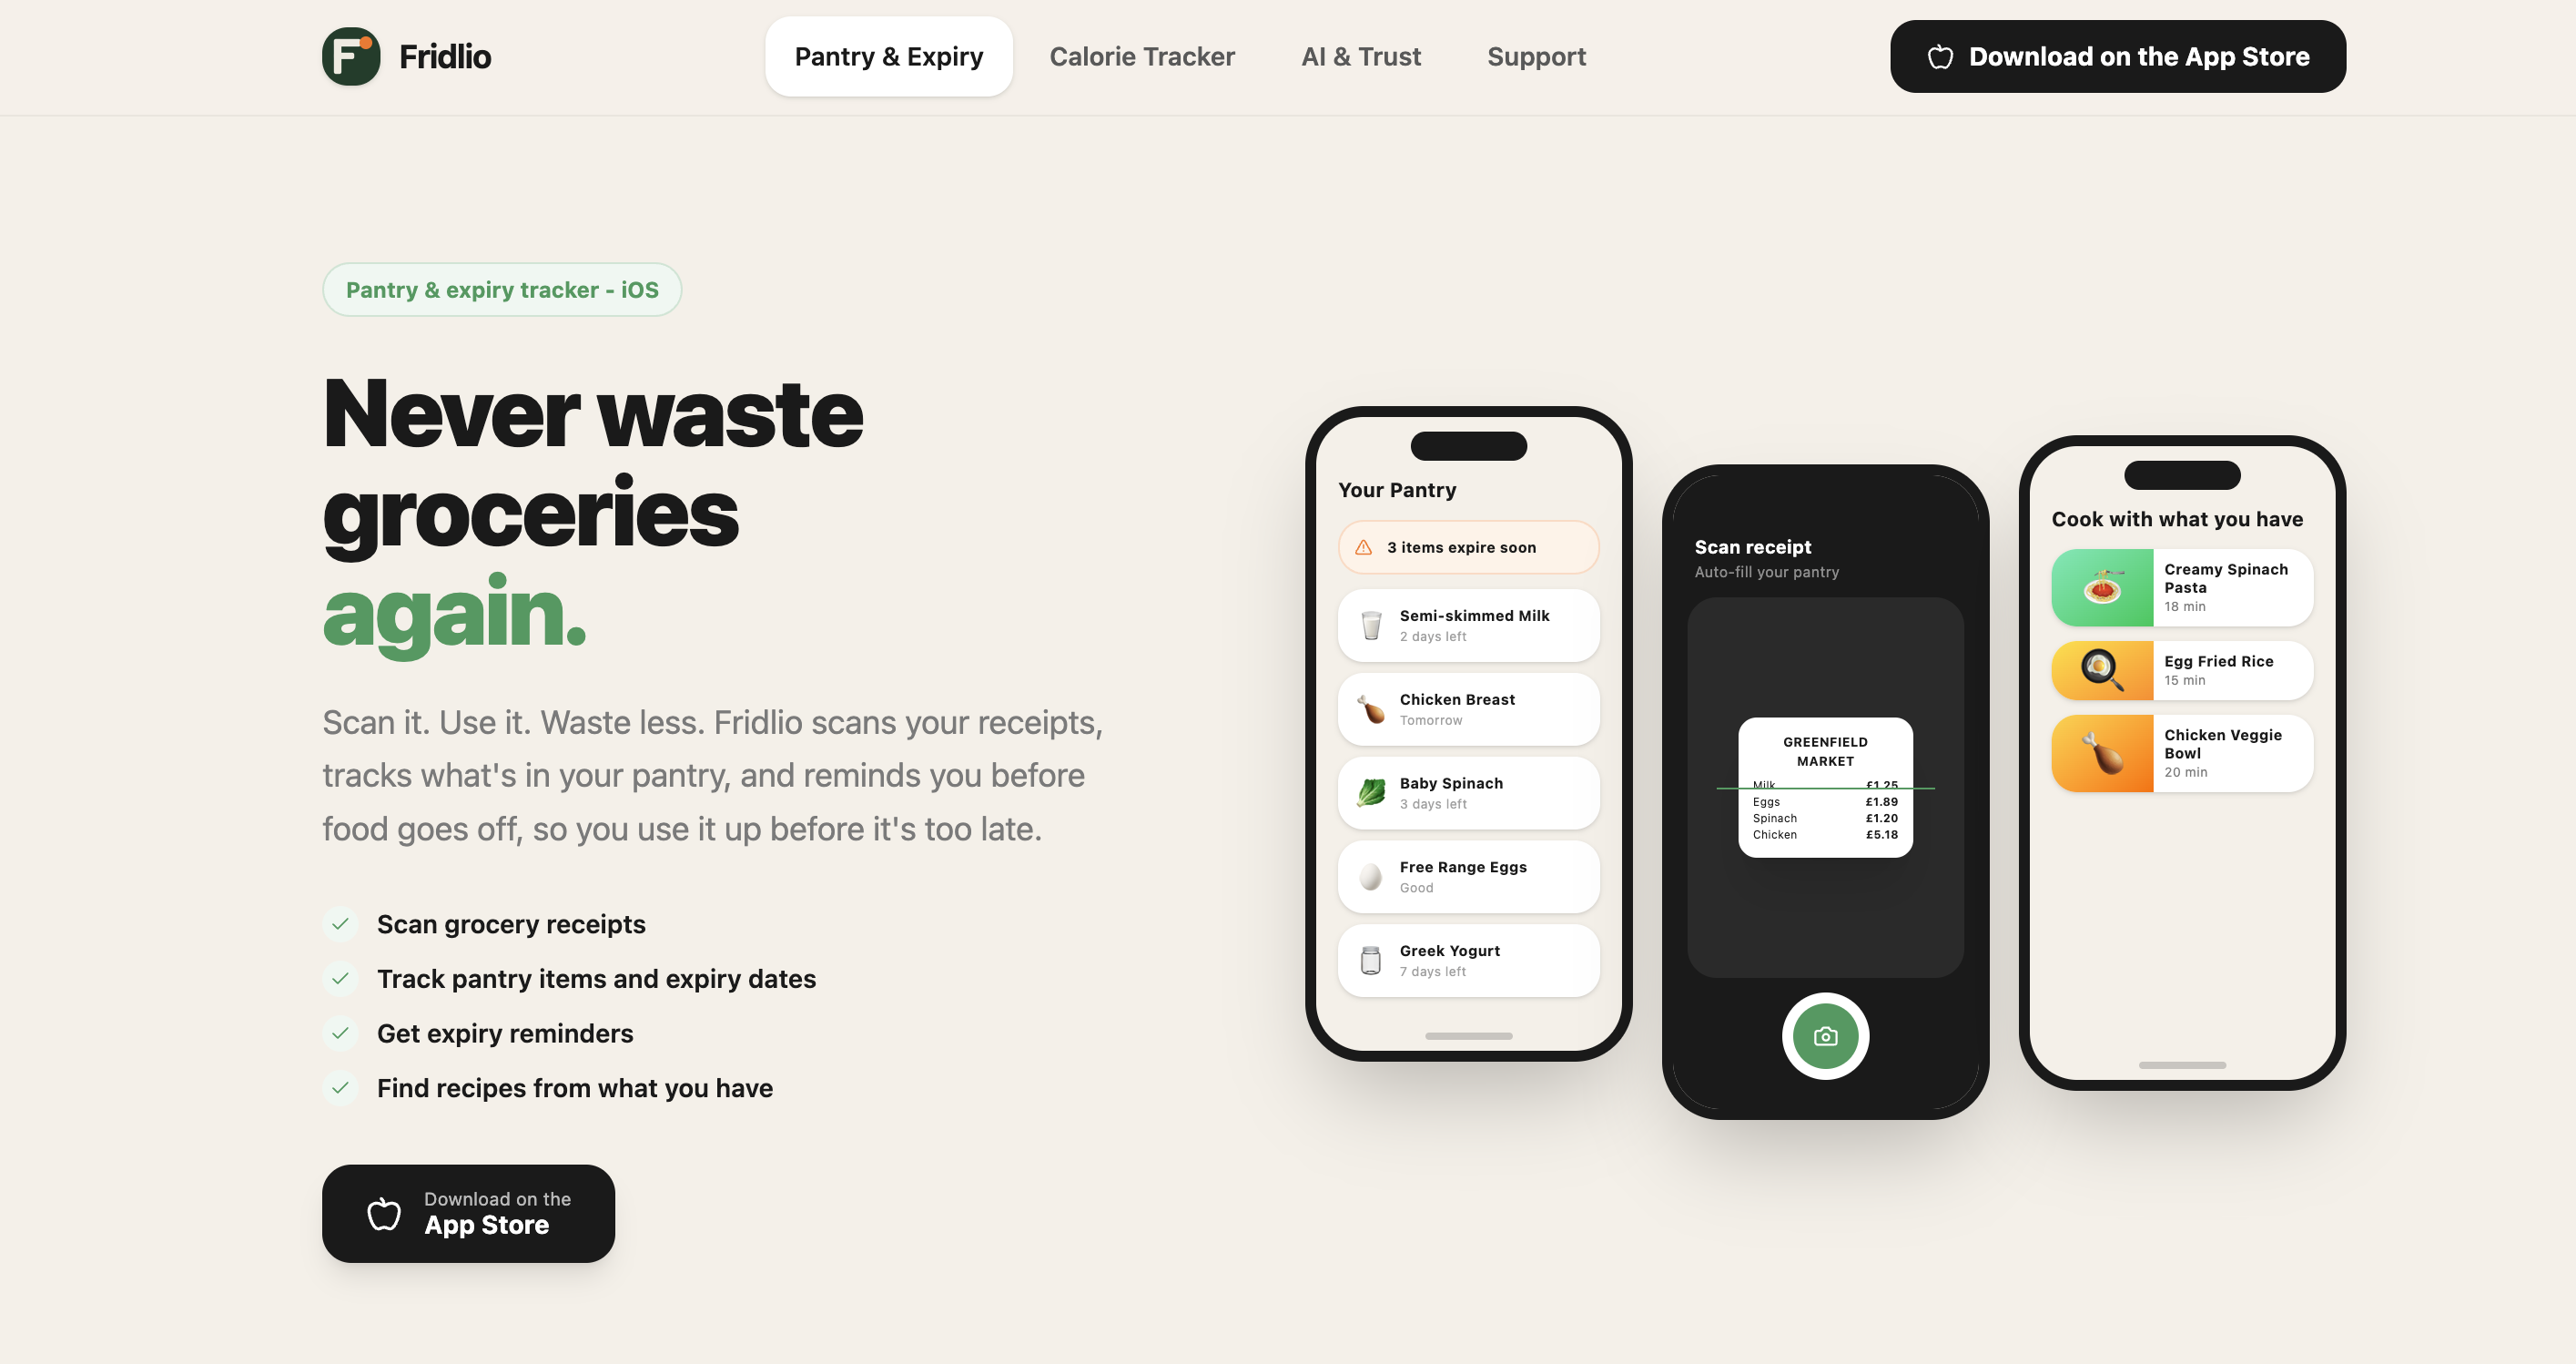 Fridlio
Pantry & Expiry
Calorie Tracker
AI & Trust
Support
Download on the App Store
Pantry & expiry tracker - iOS
Never waste
groceries
again.
Scan it. Use it. Waste less. Fridlio scans your receipts,
tracks what's in your pantry, and reminds you before
food goes off, so you use it up before it's too late.
Scan grocery receipts
Track pantry items and expiry dates
Get expiry reminders
Find recipes from what you have
Download on the
App Store
Your Pantry
3 items expire soon
Semi-skimmed Milk
2 days left
Chicken Breast
Tomorrow
Baby Spinach
3 days left
Free Range Eggs
Good
Greek Yogurt
7 days left
Scan receipt
Auto-fill your pantry
GREENFIELD
MARKET
Milk £1.25
Eggs £1.89
Spinach £1.20
Chicken £5.18
Cook with what you have
Creamy Spinach
Pasta
18 min
Egg Fried Rice
15 min
Chicken Veggie
Bowl
20 min